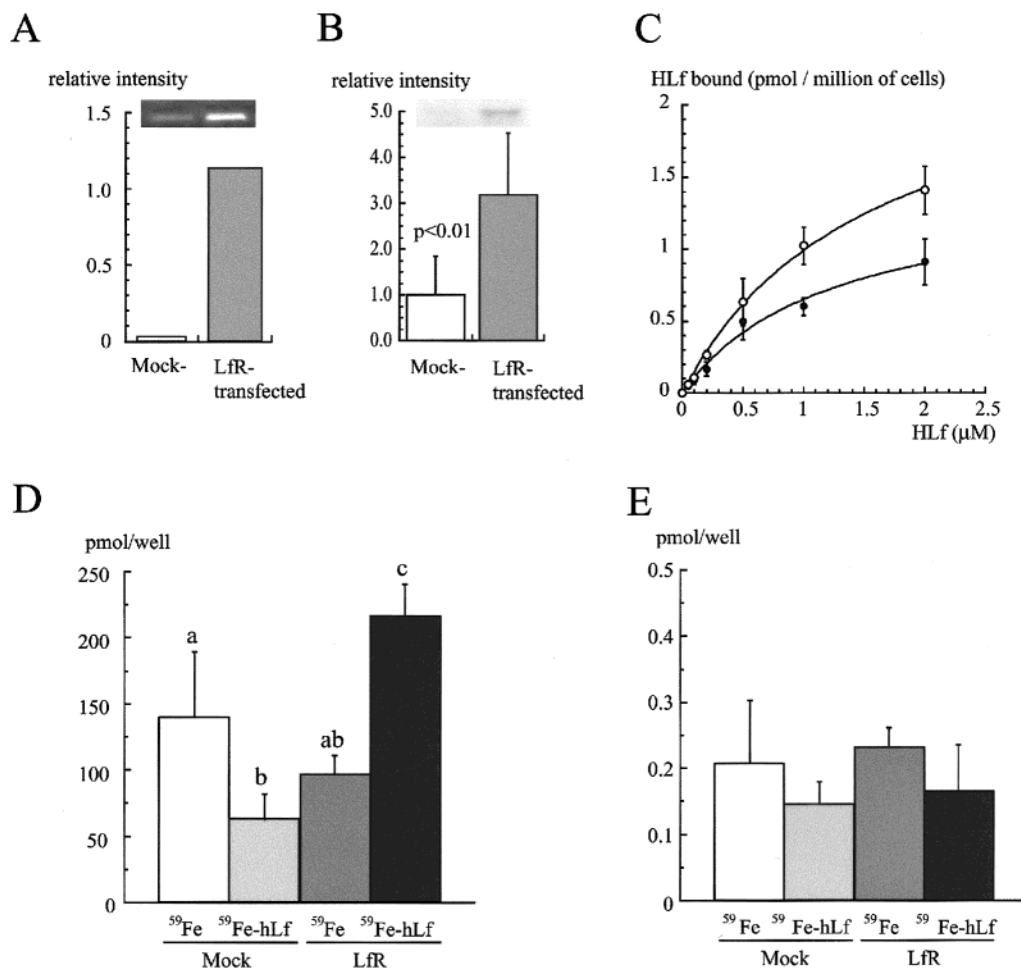 A
relative intensity
1.5
1.0
0.5
0
Mock-
LfR-
transfected
B
relative intensity
5.0
4.0
3.0
2.0
1.0
0.0
p<0.01
Mock-
LfR-
transfected
C
HLf bound (pmol / million of cells)
2
1.5
1
0.5
0
0 0.5 1 1.5 2 2.5
HLf (μM)
D
pmol/well
250
200
150
100
50
0
a
b
ab
c
⁵⁹Fe ⁵⁹Fe-hLf ⁵⁹Fe ⁵⁹Fe-hLf
Mock LfR
E
pmol/well
0.5
0.4
0.3
0.2
0.1
0
⁵⁹Fe ⁵⁹ Fe-hLf ⁵⁹Fe ⁵⁹ Fe-hLf
Mock LfR